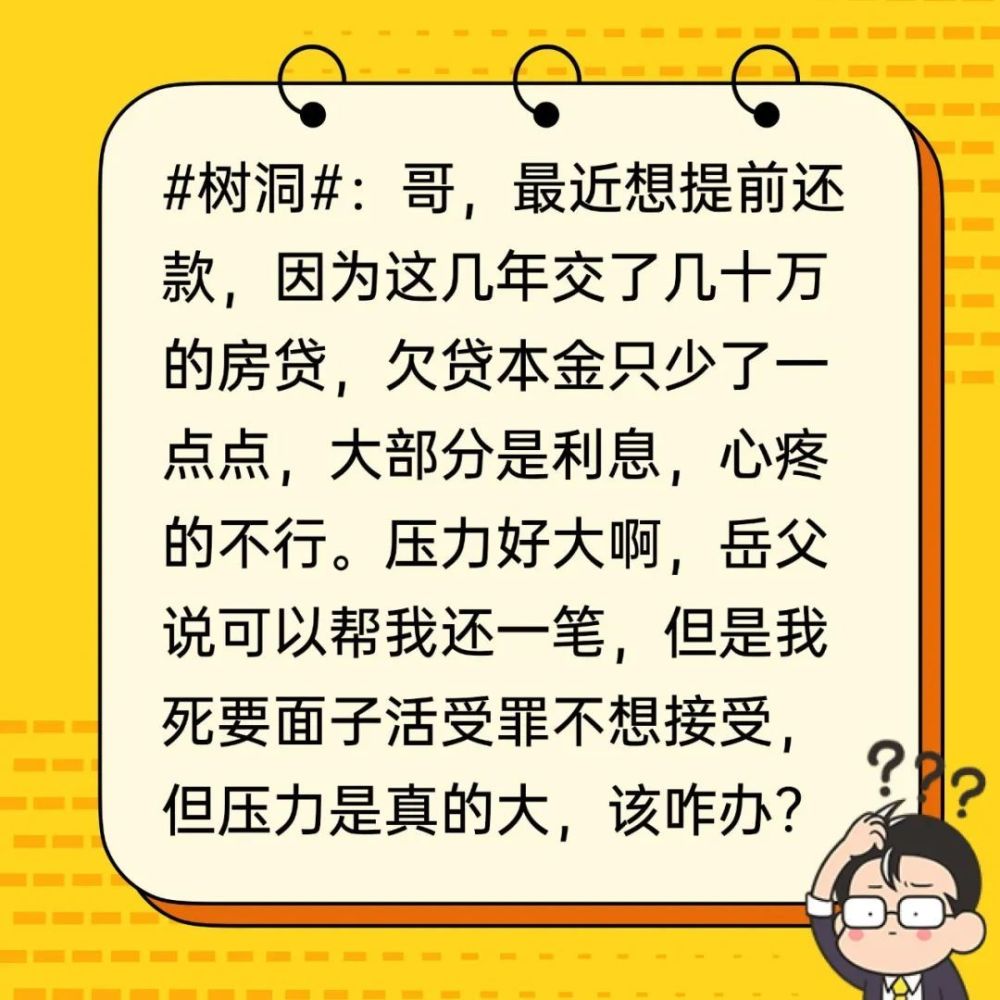 #树洞#：哥，最近想提前还
款，因为这几年交了几十万
的房贷，欠贷本金只少了一
点点，大部分是利息，心疼
的不行。压力好大啊，岳父
说可以帮我还一笔，但是我
死要面子活受罪不想接受，
但压力是真的大，该咋办？
???